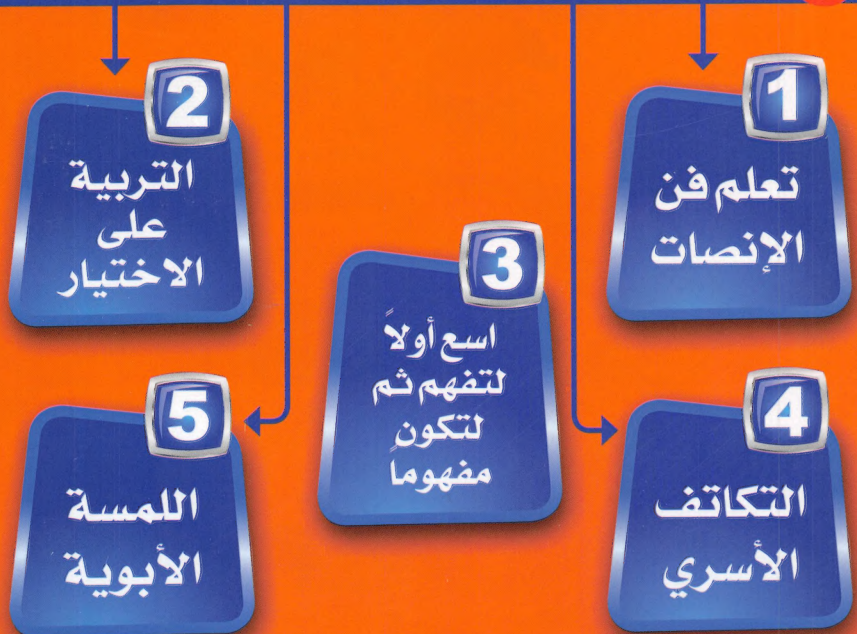 1
تعلم فن
الإنصات
2
التربية
على
الاختيار
3
اسع أولاً
لتفهم ثم
لتكون
مفهوماً
4
التكاتف
الأسري
5
اللمسة
الأبوية